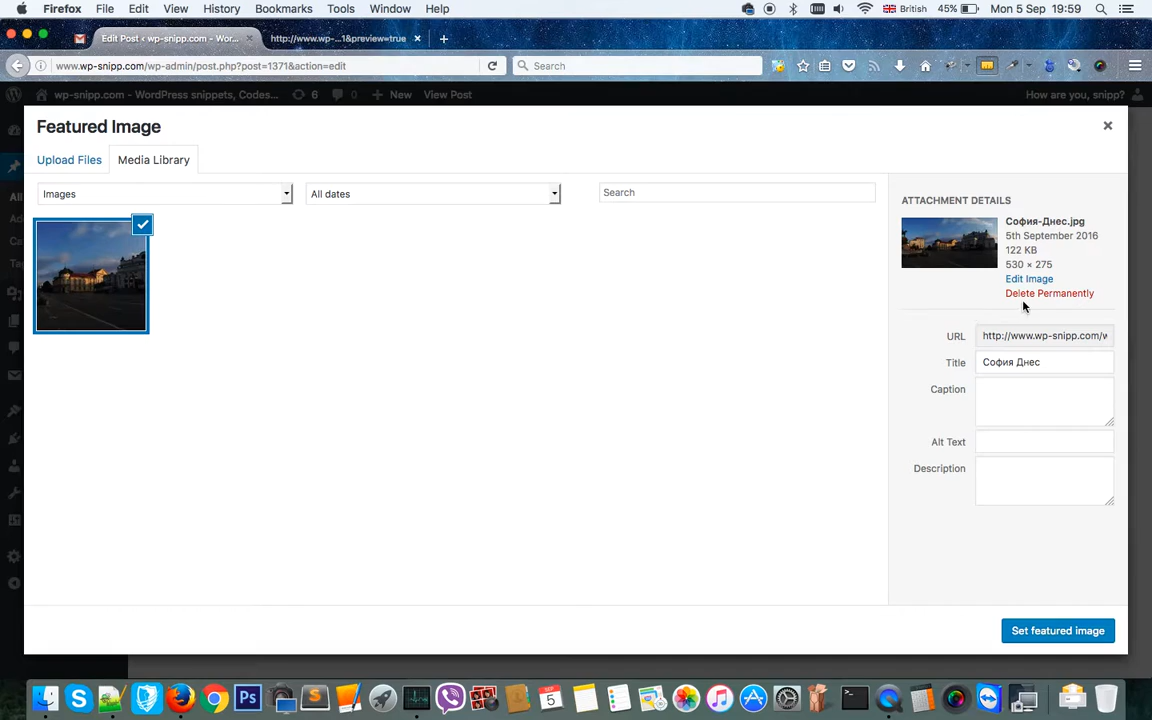 Firefox File Edit View History Bookmarks Tools Window Help British 45% Mon 5 Sep 19:59
Edit Post ‹ wp-snipp.com - Wor... http://www.wp-...1&preview=true
www.wp-snipp.com/wp-admin/post.php?post=1371&action=edit Search
wp-snipp.com - WordPress snippets, Codes... 6 0 New View Post How are you, snipp?
Featured Image
Upload Files Media Library
Images All dates Search
ATTACHMENT DETAILS
София-Днес.jpg
5th September 2016
122 KB
530 × 275
Edit Image
Delete Permanently
URL http://www.wp-snipp.com/w
Title София Днес
Caption
Alt Text
Description
Set featured image